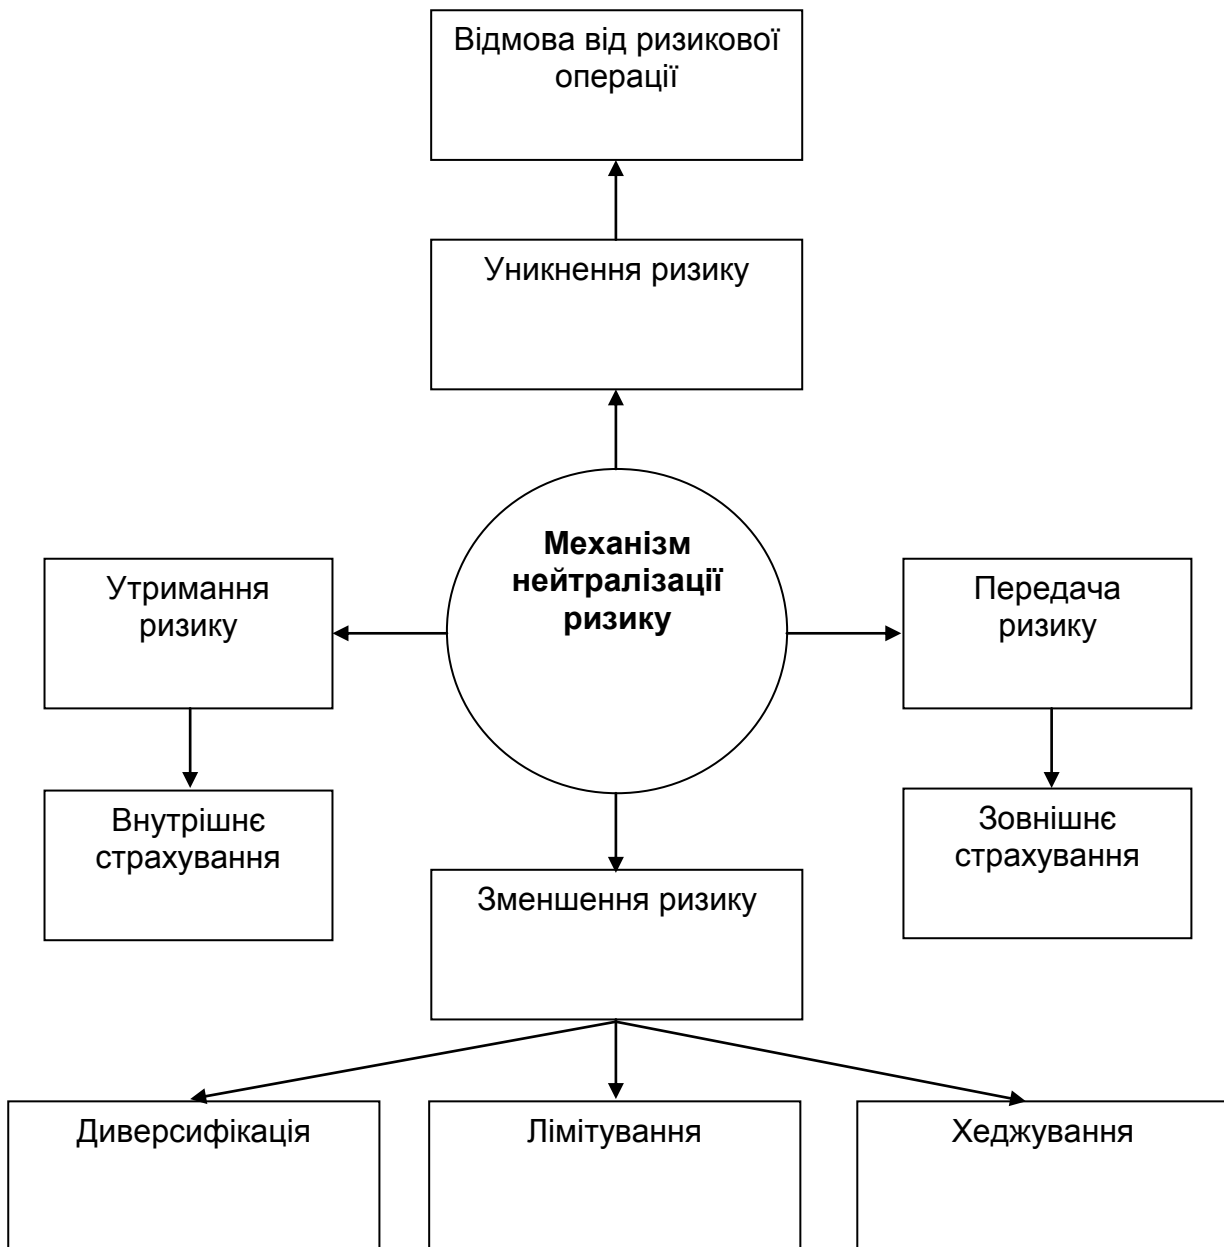 Відмова від ризикової
операції
Уникнення ризику
Механізм
нейтралізації
ризику
Утримання
ризику
Передача
ризику
Внутрішнє
страхування
Зовнішнє
страхування
Зменшення ризику
Диверсифікація
Лімітування
Хеджування